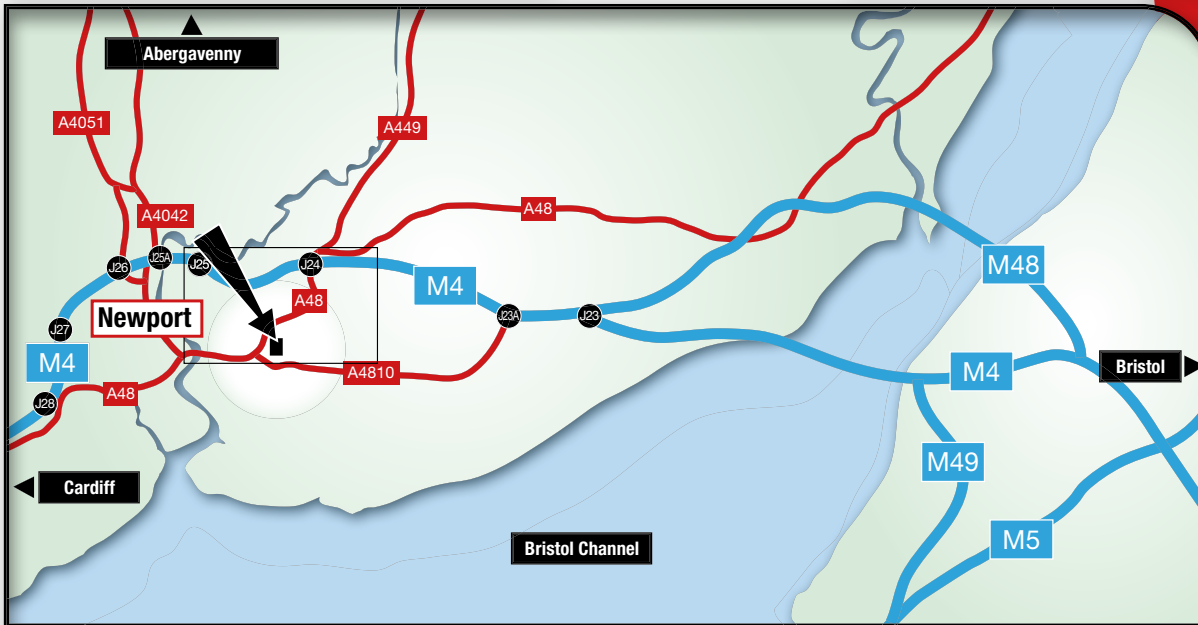 Abergavenny
A4051
A449
A4042
A48
J26
J25A
J25
J24
M48
M4
A48
Newport
J27
J23A
J23
M4
A4810
M4
Bristol
J28
A48
M49
Cardiff
Bristol Channel
M5